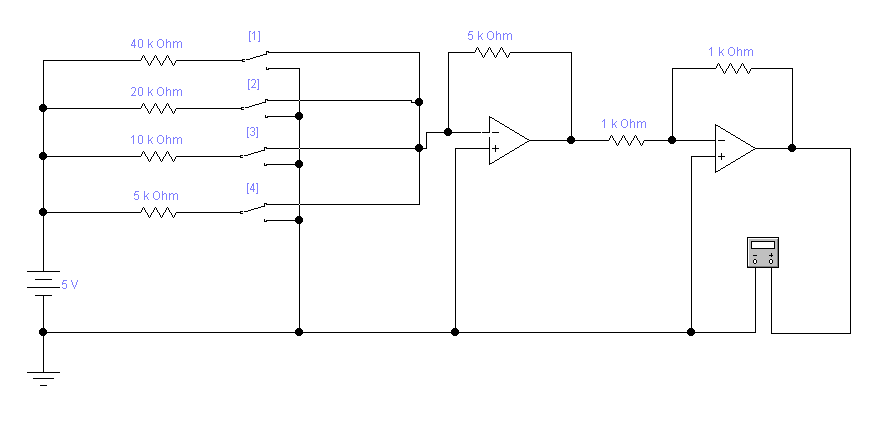 40 k Ohm
[1]
20 k Ohm
[2]
10 k Ohm
[3]
5 k Ohm
[4]
5 V
5 k Ohm
1 k Ohm
1 k Ohm